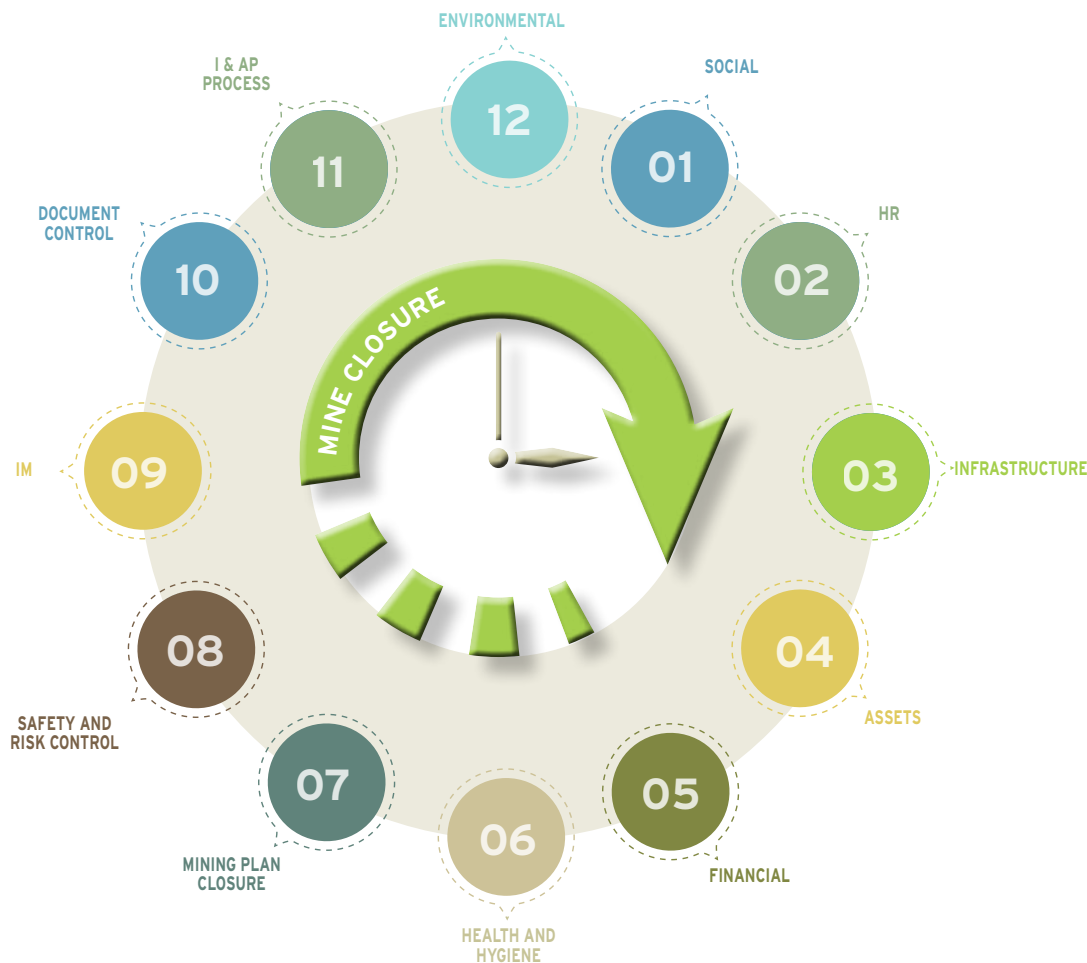 ENVIRONMENTAL
12
SOCIAL
01
HR
02
INFRASTRUCTURE
03
ASSETS
04
FINANCIAL
05
HEALTH AND
HYGIENE
06
MINING PLAN
CLOSURE
07
SAFETY AND
RISK CONTROL
08
IM
09
DOCUMENT
CONTROL
10
I & AP
PROCESS
11
MINE CLOSURE